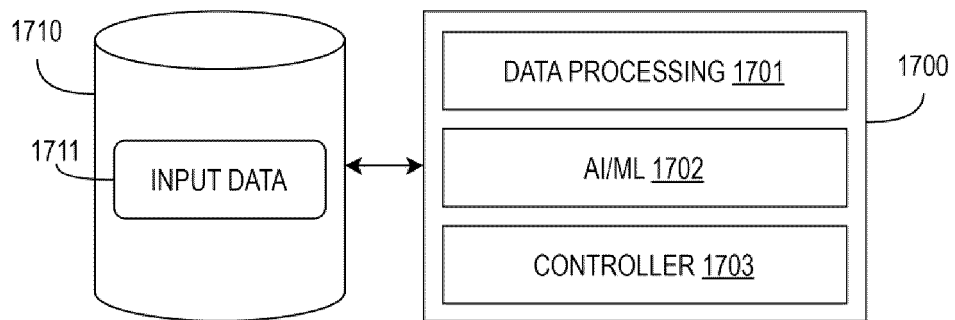 1710
1711
INPUT DATA
DATA PROCESSING 1701
AI/ML 1702
CONTROLLER 1703
1700